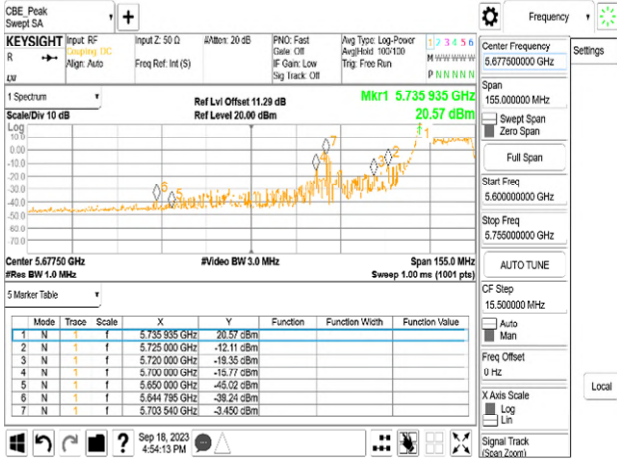 CBE_Peak
Swept SA
+
Frequency
KEYSIGHT
R
LXI
Input: RF
Coupling: DC
Align: Auto
Input Z: 50 Ω
Freq Ref: Int (S)
#Atten: 20 dB
PNO: Fast
Gate: Off
IF Gain: Low
Sig Track: Off
Avg Type: Log-Power
Avg|Hold: 100/100
Trig: Free Run
1 2 3 4 5 6
M W W W W W
P N N N N N
1 Spectrum
Scale/Div 10 dB
Ref Lvl Offset 11.29 dB
Ref Level 20.00 dBm
Mkr1 5.735 935 GHz
20.57 dBm
Log
10.0
0.00
-10.0
-20.0
-30.0
-40.0
-50.0
-60.0
-70.0
1
2
3
5
6
7
Center 5.67750 GHz
#Res BW 1.0 MHz
#Video BW 3.0 MHz
Span 155.0 MHz
Sweep 1.00 ms (1001 pts)
5 Marker Table
Mode Trace Scale X Y Function Function Width Function Value
1 N 1 f 5.735 935 GHz 20.57 dBm
2 N 1 f 5.725 000 GHz -12.11 dBm
3 N 1 f 5.720 000 GHz -19.35 dBm
4 N 1 f 5.700 000 GHz -15.77 dBm
5 N 1 f 5.650 000 GHz -46.02 dBm
6 N 1 f 5.644 795 GHz -39.24 dBm
7 N 1 f 5.703 540 GHz -3.450 dBm
?
Sep 18, 2023
4:54:13 PM
Center Frequency
5.677500000 GHz
Span
155.000000 MHz
Swept Span
Zero Span
Full Span
Start Freq
5.600000000 GHz
Stop Freq
5.755000000 GHz
AUTO TUNE
CF Step
15.500000 MHz
Auto
Man
Freq Offset
0 Hz
X Axis Scale
Log
Lin
Signal Track
(Span Zoom)
Settings
Local